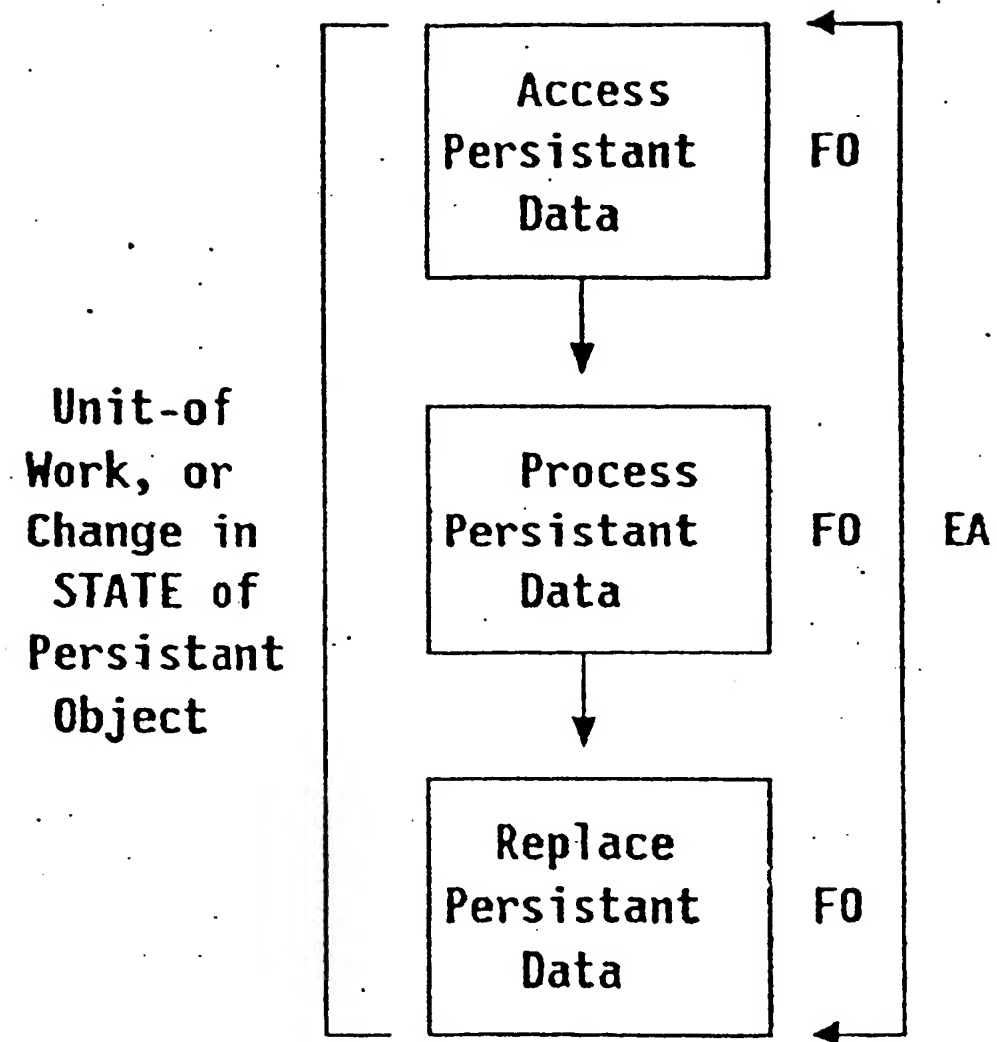 Access
Persistant
Data
FO
Unit-of
Work, or
Change in
STATE of
Persistant
Object
Process
Persistant
Data
FO
EA
Replace
Persistant
Data
FO